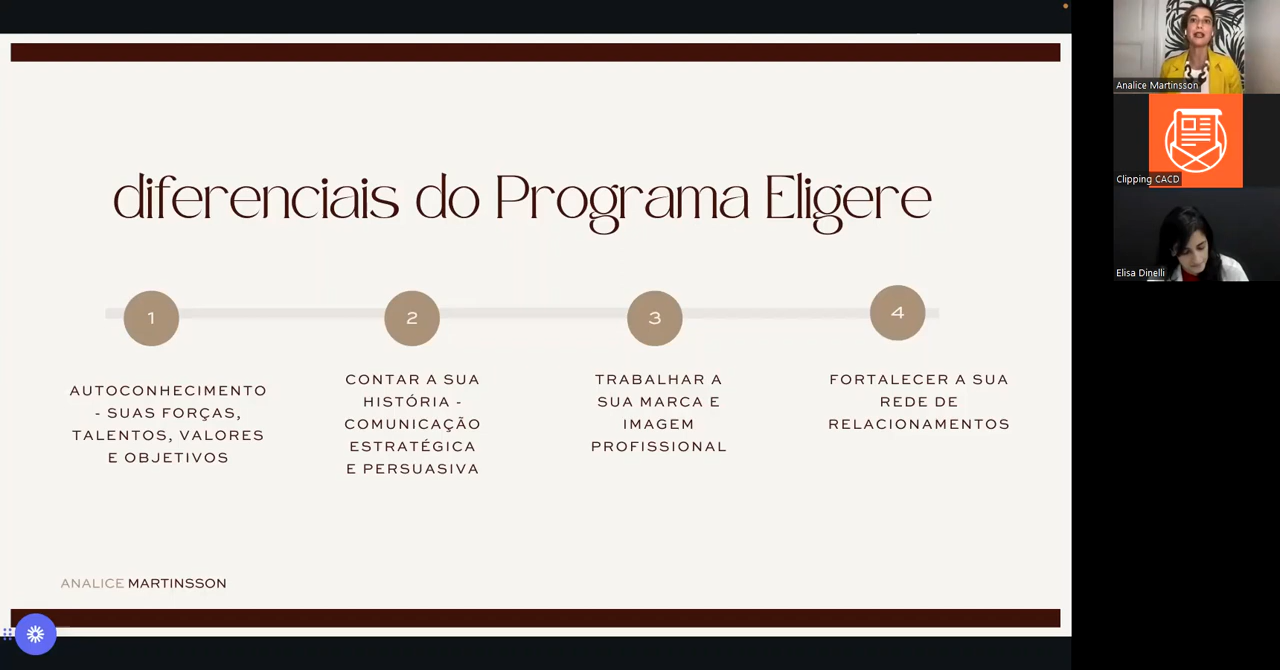 diferenciais do Programa Eligere
1
2
3
4
AUTOCONHECIMENTO
- SUAS FORÇAS,
TALENTOS, VALORES
E OBJETIVOS
CONTAR A SUA
HISTÓRIA -
COMUNICAÇÃO
ESTRATÉGICA
E PERSUASIVA
TRABALHAR A
SUA MARCA E
IMAGEM
PROFISSIONAL
FORTALECER A SUA
REDE DE
RELACIONAMENTOS
ANALICE MARTINSSON
Analice Martinsson
Clipping CACD
Elisa Dinelli